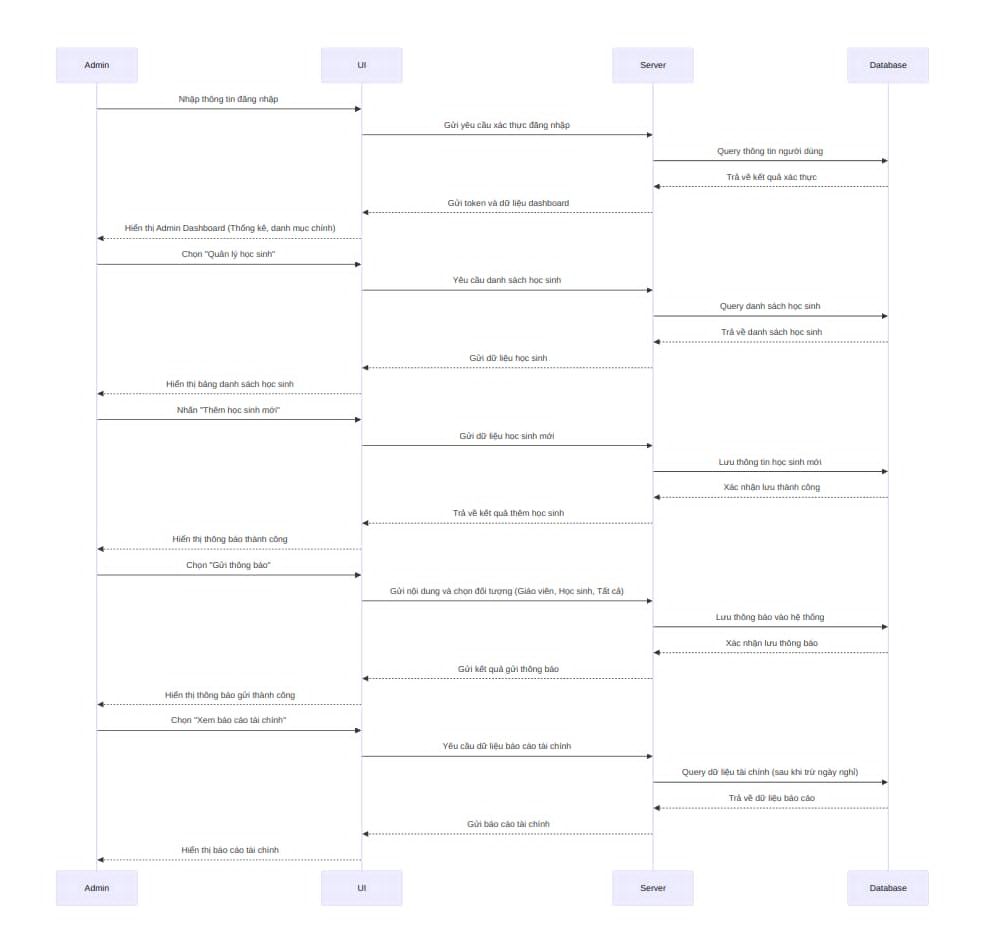 Admin
UI
Server
Database
Nhập thông tin đăng nhập
Gửi yêu cầu xác thực đăng nhập
Query thông tin người dùng
Trả về kết quả xác thực
Gửi token và dữ liệu dashboard
Hiển thị Admin Dashboard (Thống kê, danh mục chính)
Chọn "Quản lý học sinh"
Yêu cầu danh sách học sinh
Query danh sách học sinh
Trả về danh sách học sinh
Gửi dữ liệu học sinh
Hiển thị bảng danh sách học sinh
Nhấn "Thêm học sinh mới"
Gửi dữ liệu học sinh mới
Lưu thông tin học sinh mới
Xác nhận lưu thành công
Trả về kết quả thêm học sinh
Hiển thị thông báo thành công
Chọn "Gửi thông báo"
Gửi nội dung và chọn đối tượng (Giáo viên, Học sinh, Tất cả)
Lưu thông báo vào hệ thống
Xác nhận lưu thông báo
Gửi kết quả gửi thông báo
Hiển thị thông báo gửi thành công
Chọn "Xem báo cáo tài chính"
Yêu cầu dữ liệu báo cáo tài chính
Query dữ liệu tài chính (sau khi trừ ngày nghỉ)
Trả về dữ liệu báo cáo
Gửi báo cáo tài chính
Hiển thị báo cáo tài chính
Admin
UI
Server
Database